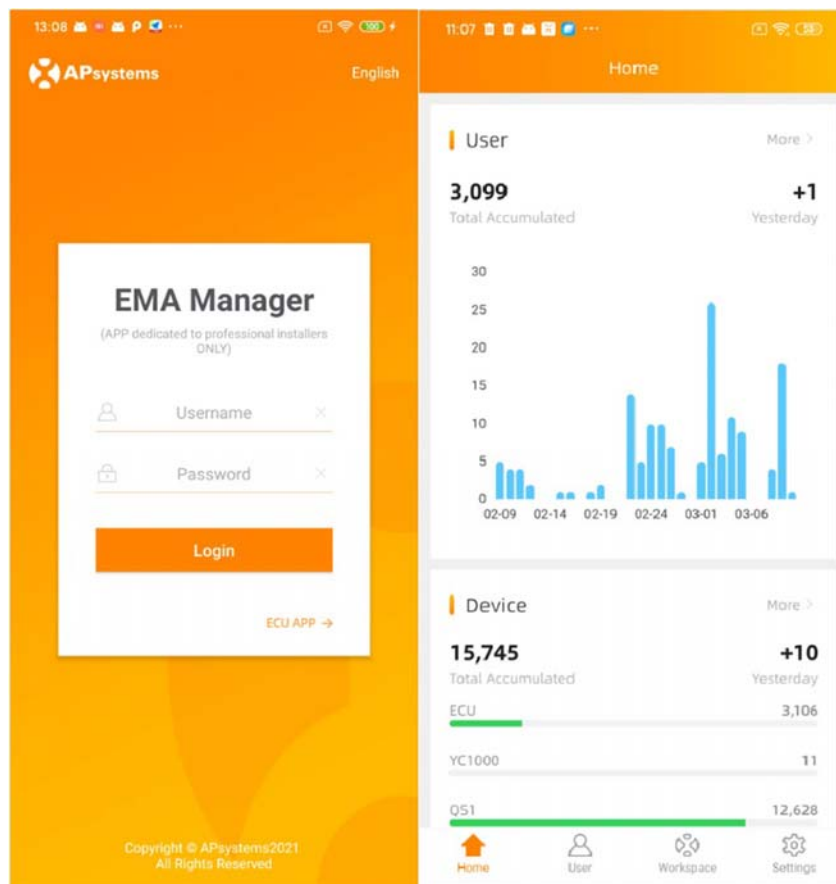 13:08
100
APsystems
English
EMA Manager
(APP dedicated to professional installers
ONLY)
Username
Password
Login
ECU APP →
Copyright © APsystems2021
All Rights Reserved
11:07
Home
User
More >
3,099
+1
Total Accumulated
Yesterday
30
25
20
15
10
5
0
02-09 02-14 02-19 02-24 03-01 03-06
Device
More >
15,745
+10
Total Accumulated
Yesterday
ECU
3,106
YC1000
11
QS1
12,628
Home User Workspace Settings